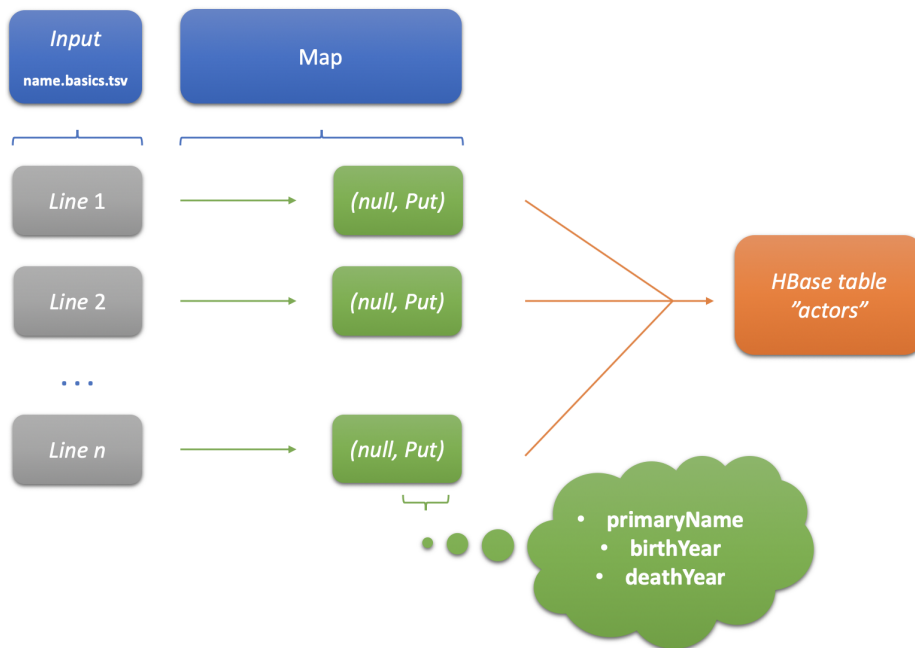 Input
name.basics.tsv
Map
Line 1
(null, Put)
Line 2
(null, Put)
HBase table
"actors”
...
Line n
(null, Put)
• primaryName
• birthYear
• deathYear